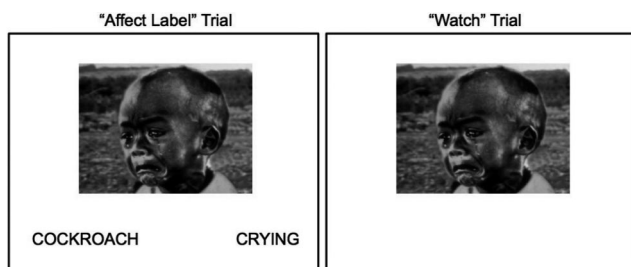 “Affect Label” Trial
“Watch” Trial
COCKROACH
CRYING